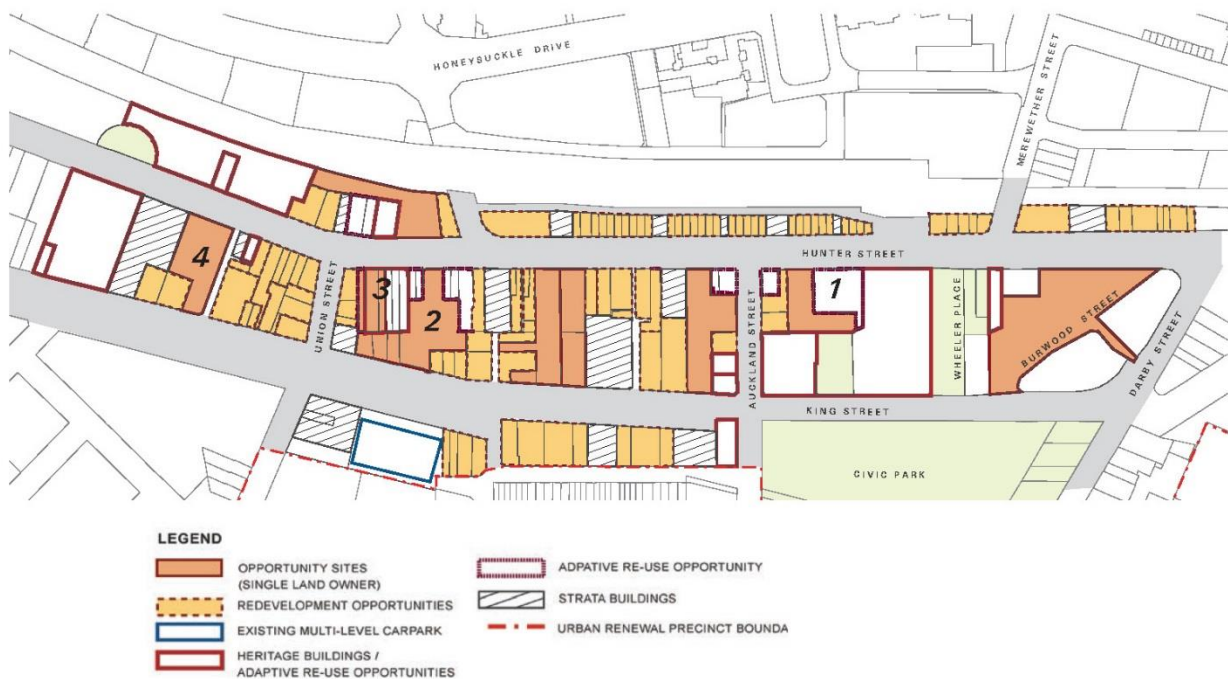 HONEYSUCKLE DRIVE
MEREWETHER STREET
HUNTER STREET
4
3
2
1
UNION STREET
AUCKLAND STREET
WHEELER PLACE
BURWOOD STREET
DARBY STREET
KING STREET
CIVIC PARK
LEGEND
OPPORTUNITY SITES
(SINGLE LAND OWNER)
REDEVELOPMENT OPPORTUNITIES
EXISTING MULTI-LEVEL CARPARK
HERITAGE BUILDINGS /
ADAPTIVE RE-USE OPPORTUNITIES
ADPATIVE RE-USE OPPORTUNITY
STRATA BUILDINGS
URBAN RENEWAL PRECINCT BOUNDA